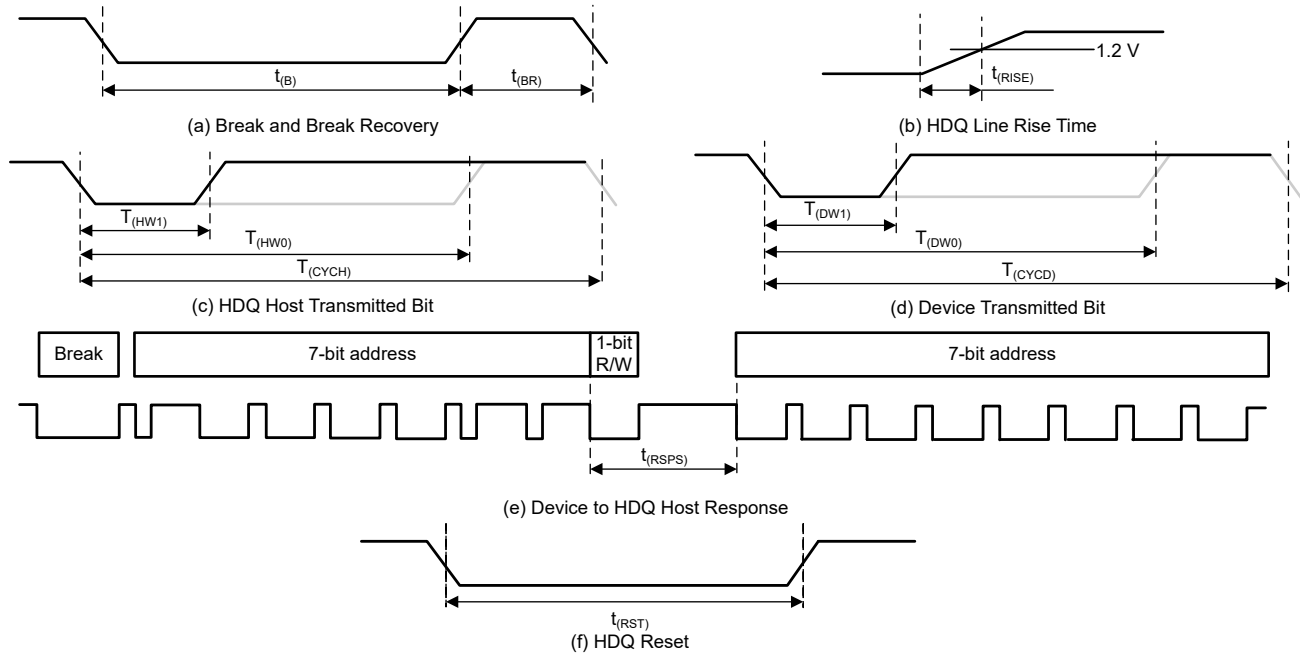 t(B)
t(BR)
(a) Break and Break Recovery
1.2 V
t(RISE)
(b) HDQ Line Rise Time
T(HW1)
T(HW0)
T(CYCH)
(c) HDQ Host Transmitted Bit
T(DW1)
T(DW0)
T(CYCD)
(d) Device Transmitted Bit
Break
7-bit address
1-bit
R/W
7-bit address
t(RSPS)
(e) Device to HDQ Host Response
t(RST)
(f) HDQ Reset